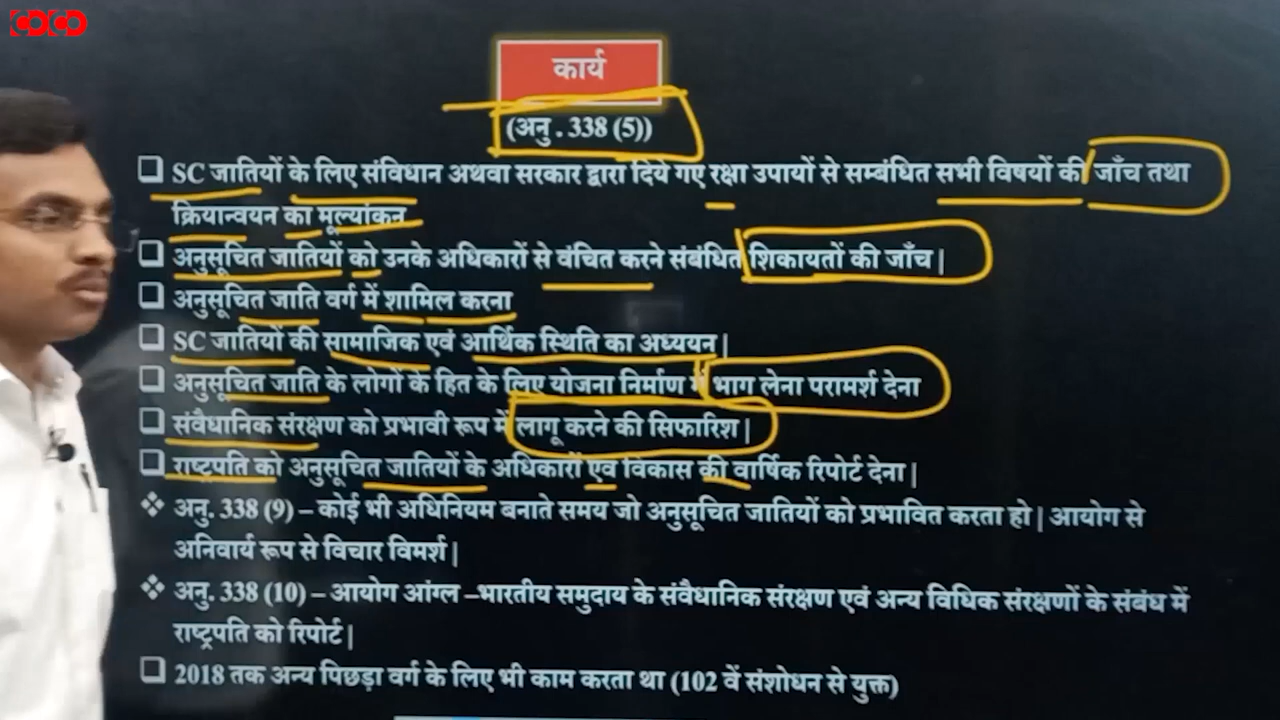 COCO
कार्य
(अनु . 338 (5))
SC जातियों के लिए संविधान अथवा सरकार द्वारा दिये गए रक्षा उपायों से सम्बंधित सभी विषयों की जाँच तथा
क्रियान्वयन का मूल्यांकन
अनुसूचित जातियों को उनके अधिकारों से वंचित करने संबंधित शिकायतों की जाँच |
अनुसूचित जाति वर्ग में शामिल करना
SC जातियों की सामाजिक एवं आर्थिक स्थिति का अध्ययन |
अनुसूचित जाति के लोगों के हित के लिए योजना निर्माण में भाग लेना परामर्श देना
संवैधानिक संरक्षण को प्रभावी रूप में लागू करने की सिफारिश |
राष्ट्रपति को अनुसूचित जातियों के अधिकारों एव विकास की वार्षिक रिपोर्ट देना |
❖ अनु. 338 (9) – कोई भी अधिनियम बनाते समय जो अनुसूचित जातियों को प्रभावित करता हो | आयोग से
अनिवार्य रूप से विचार विमर्श |
❖ अनु. 338 (10) – आयोग आंग्ल –भारतीय समुदाय के संवैधानिक संरक्षण एवं अन्य विधिक संरक्षणों के संबंध में
राष्ट्रपति को रिपोर्ट |
2018 तक अन्य पिछड़ा वर्ग के लिए भी काम करता था (102 वें संशोधन से युक्त)